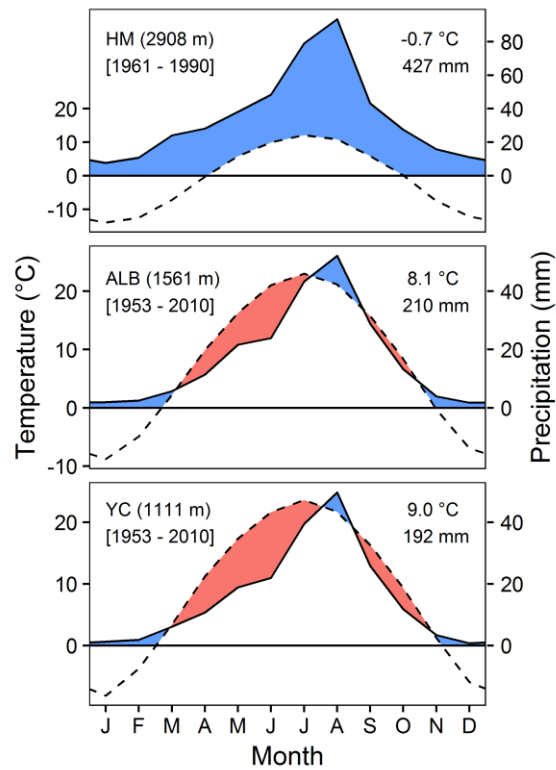 HM (2908 m)
[1961 - 1990]
-0.7 °C
427 mm
20
10
0
-10
80
60
40
20
0
ALB (1561 m)
[1953 - 2010]
8.1 °C
210 mm
20
10
0
-10
40
20
0
YC (1111 m)
[1953 - 2010]
9.0 °C
192 mm
20
10
0
40
20
0
Temperature (°C)
Precipitation (mm)
J F M A M J J A S O N D
Month